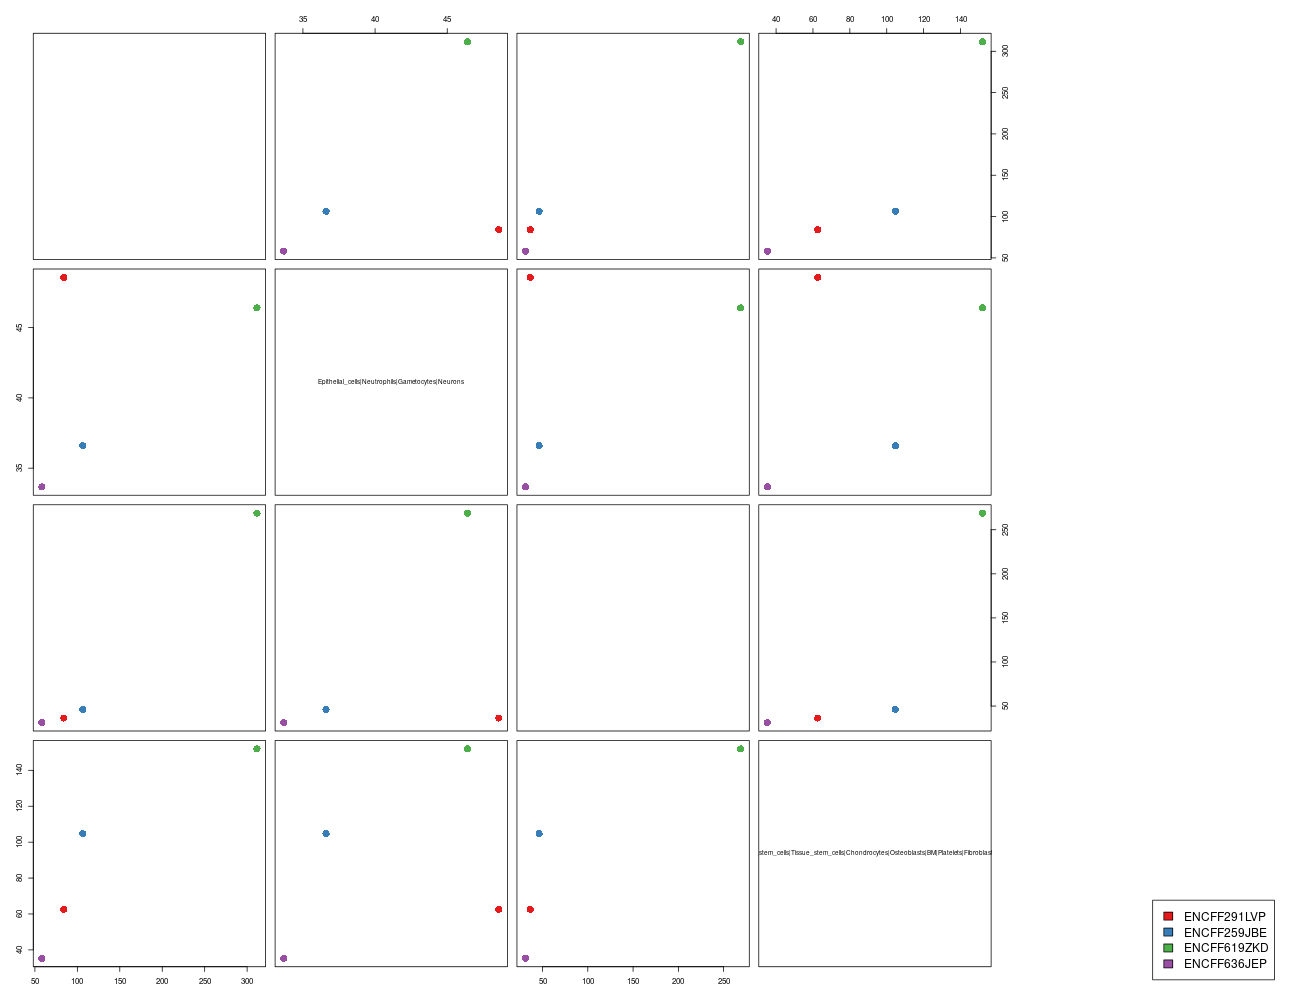 35 40 45
40 60 80 100 120 140
50 100 150 200 250 300
35 40 45
Epithelial_cells|Neutrophils|Gametocytes|Neurons
50 100 150 200 250
40 60 80 100 120 140
stem_cells|Tissue_stem_cells|Chondrocytes|Osteoblasts|BM|Platelets|Fibroblast
50 100 150 200 250 300
50 100 150 200 250
ENCFF291LVP
ENCFF259JBE
ENCFF619ZKD
ENCFF636JEP